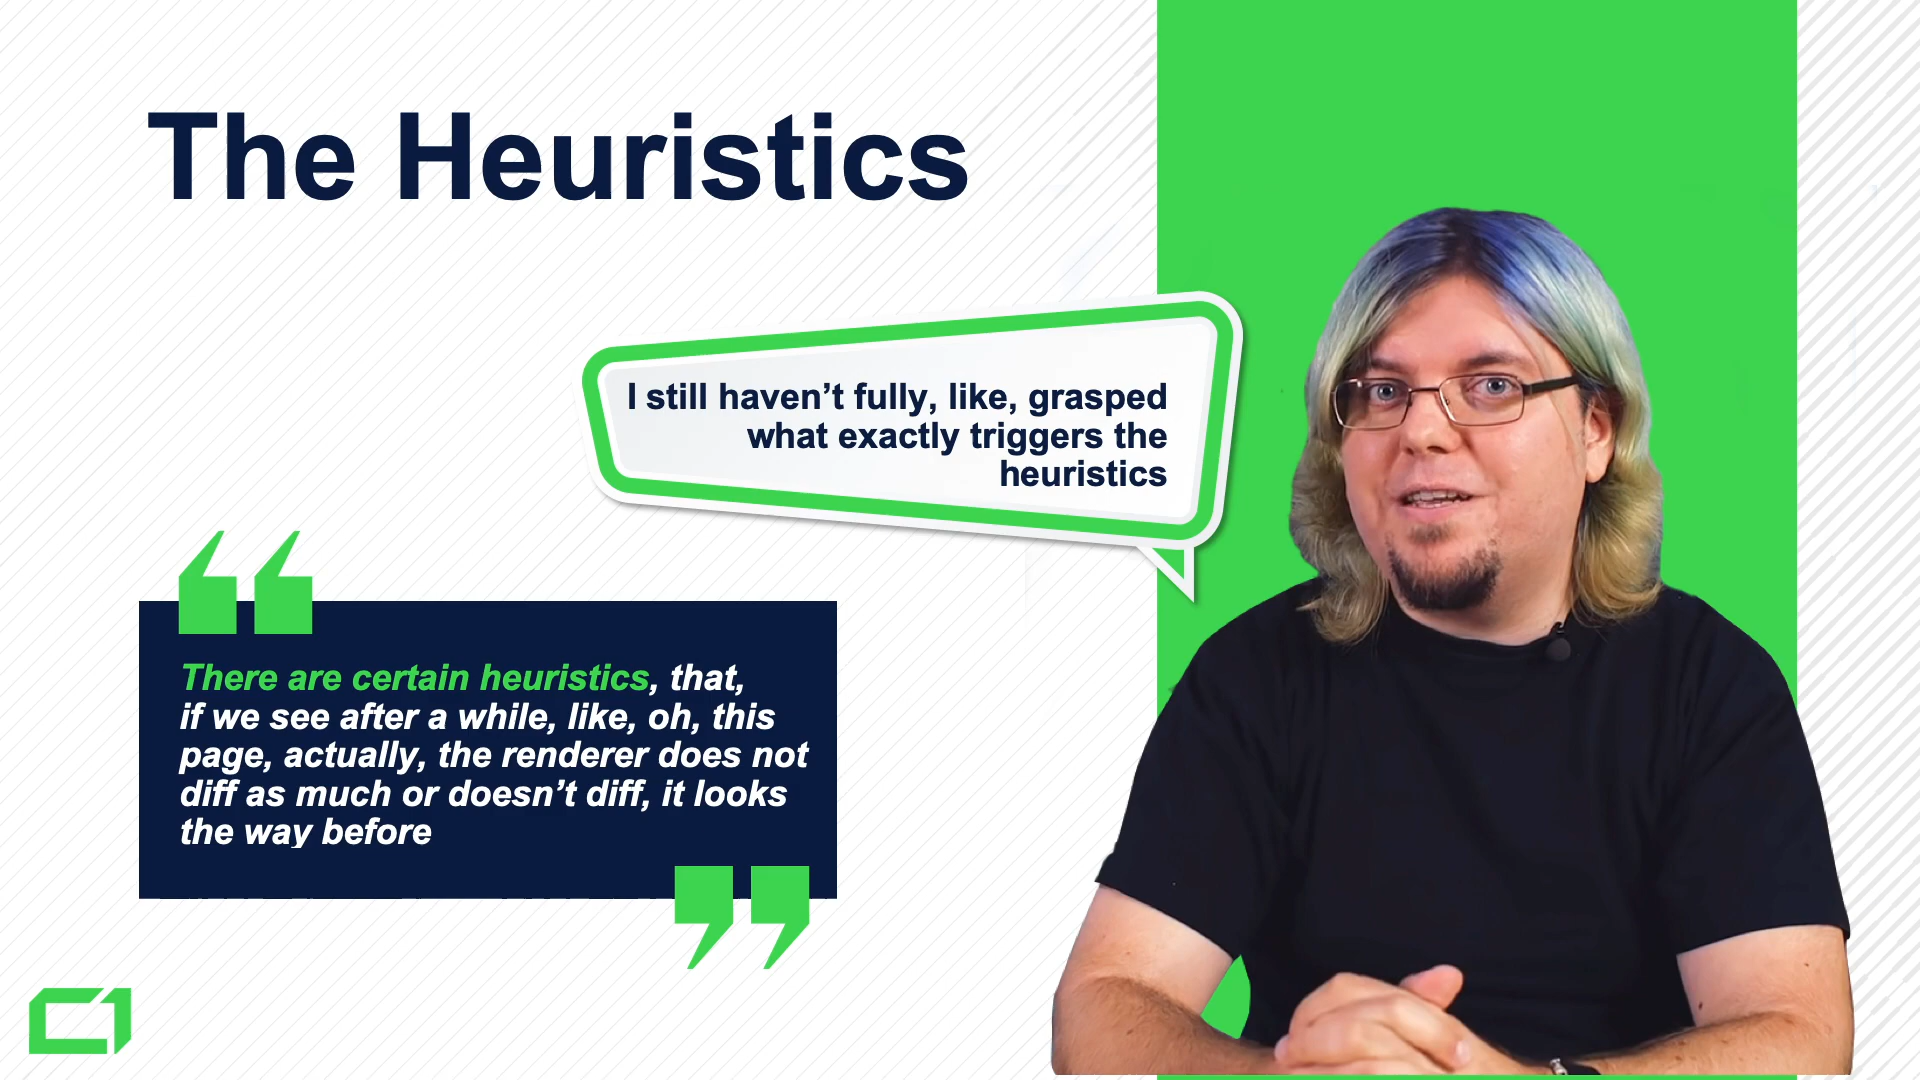 The Heuristics
I still haven’t fully, like, grasped
what exactly triggers the
heuristics
There are certain heuristics, that,
if we see after a while, like, oh, this
page, actually, the renderer does not
diff as much or doesn’t diff, it looks
the way before